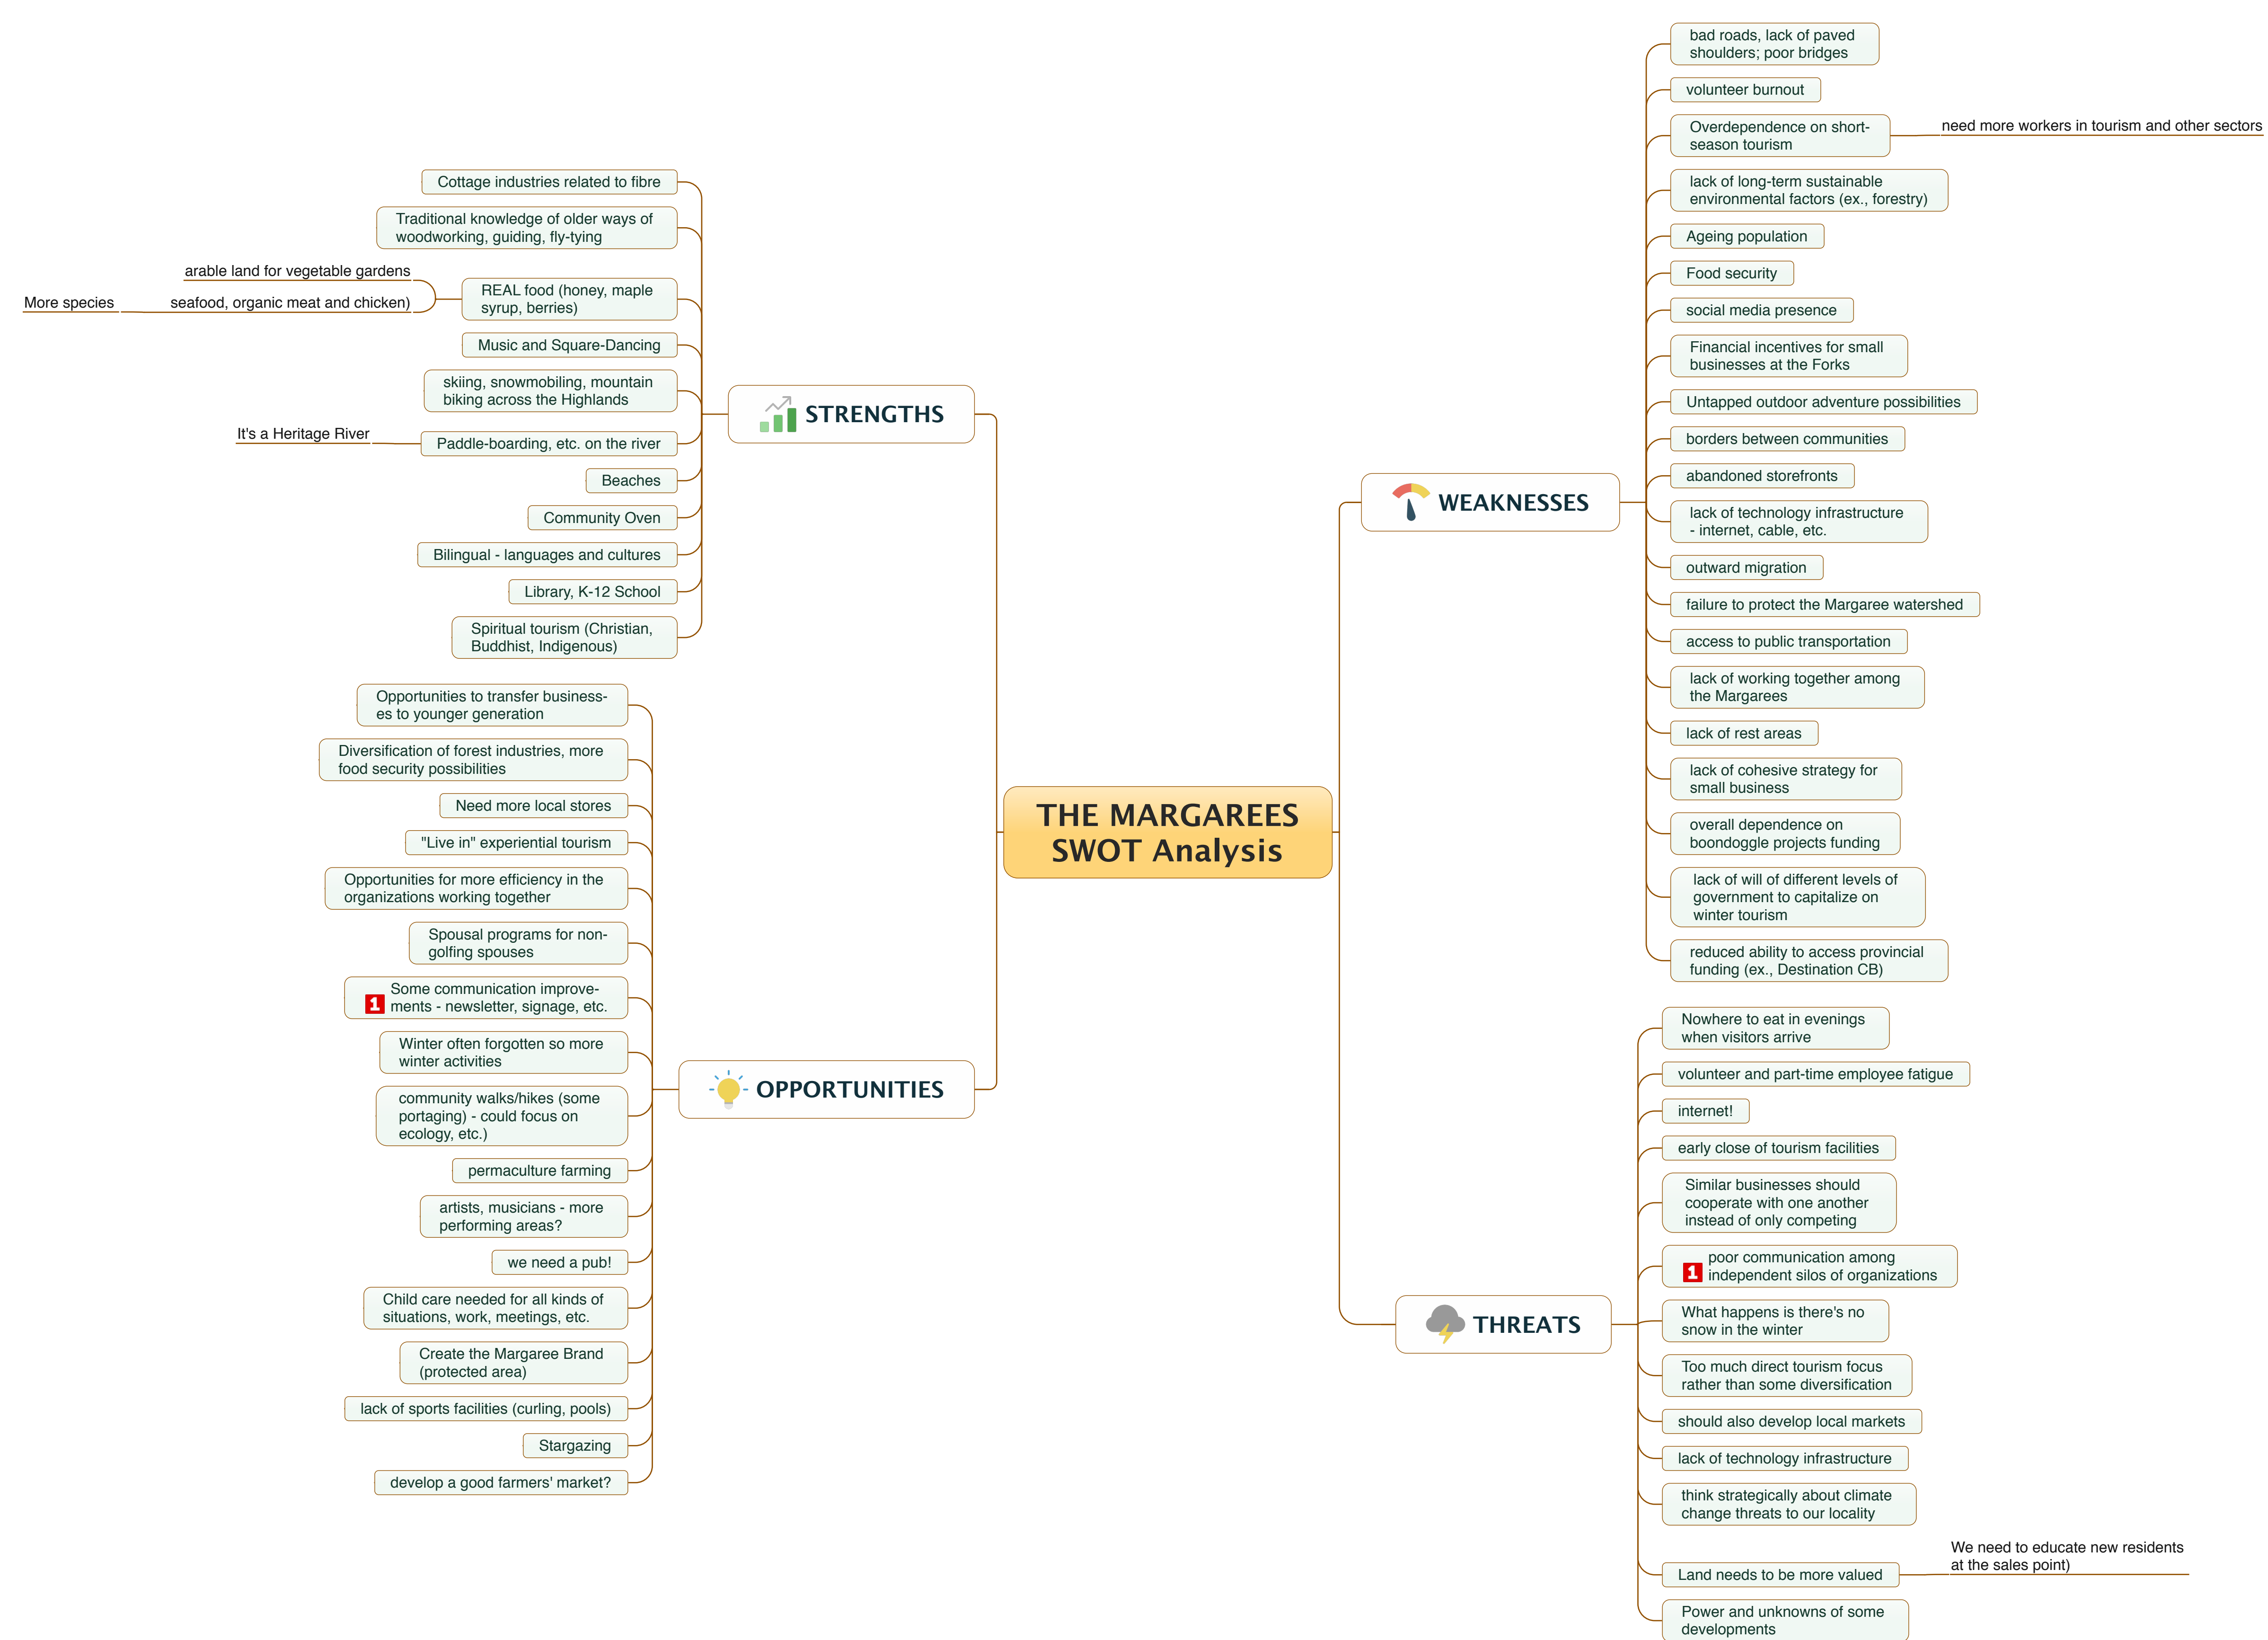 THE MARGAREES
SWOT Analysis
STRENGTHS
Cottage industries related to fibre
Traditional knowledge of older ways of
woodworking, guiding, fly-tying
REAL food (honey, maple
syrup, berries)
arable land for vegetable gardens
seafood, organic meat and chicken)
More species
Music and Square-Dancing
skiing, snowmobiling, mountain
biking across the Highlands
Paddle-boarding, etc. on the river
It's a Heritage River
Beaches
Community Oven
Bilingual - languages and cultures
Library, K-12 School
Spiritual tourism (Christian,
Buddhist, Indigenous)
OPPORTUNITIES
Opportunities to transfer business-
es to younger generation
Diversification of forest industries, more
food security possibilities
Need more local stores
"Live in" experiential tourism
Opportunities for more efficiency in the
organizations working together
Spousal programs for non-
golfing spouses
1
Some communication improve-
ments - newsletter, signage, etc.
Winter often forgotten so more
winter activities
community walks/hikes (some
portaging) - could focus on
ecology, etc.)
permaculture farming
artists, musicians - more
performing areas?
we need a pub!
Child care needed for all kinds of
situations, work, meetings, etc.
Create the Margaree Brand
(protected area)
lack of sports facilities (curling, pools)
Stargazing
develop a good farmers' market?
WEAKNESSES
bad roads, lack of paved
shoulders; poor bridges
volunteer burnout
Overdependence on short-
season tourism
need more workers in tourism and other sectors
lack of long-term sustainable
environmental factors (ex., forestry)
Ageing population
Food security
social media presence
Financial incentives for small
businesses at the Forks
Untapped outdoor adventure possibilities
borders between communities
abandoned storefronts
lack of technology infrastructure
- internet, cable, etc.
outward migration
failure to protect the Margaree watershed
access to public transportation
lack of working together among
the Margarees
lack of rest areas
lack of cohesive strategy for
small business
overall dependence on
boondoggle projects funding
lack of will of different levels of
government to capitalize on
winter tourism
reduced ability to access provincial
funding (ex., Destination CB)
THREATS
Nowhere to eat in evenings
when visitors arrive
volunteer and part-time employee fatigue
internet!
early close of tourism facilities
Similar businesses should
cooperate with one another
instead of only competing
1
poor communication among
independent silos of organizations
What happens is there's no
snow in the winter
Too much direct tourism focus
rather than some diversification
should also develop local markets
lack of technology infrastructure
think strategically about climate
change threats to our locality
Land needs to be more valued
We need to educate new residents
at the sales point)
Power and unknowns of some
developments